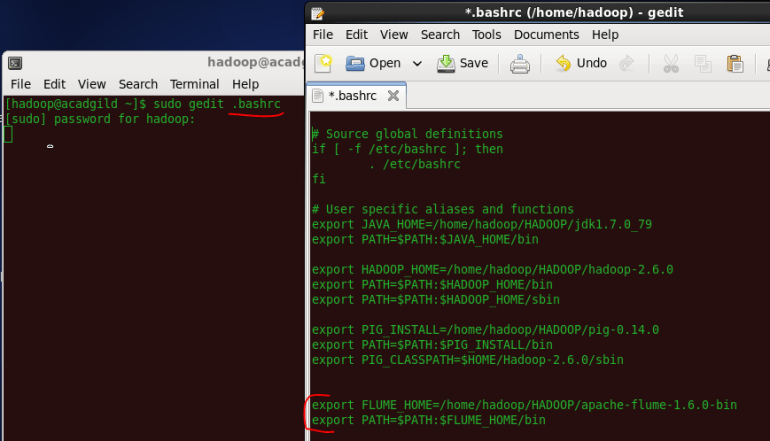 *.bashrc (/home/hadoop) - gedit
File Edit View Search Tools Documents Help
Open Save Undo
*.bashrc
# Source global definitions
if [ -f /etc/bashrc ]; then
. /etc/bashrc
fi
# User specific aliases and functions
export JAVA_HOME=/home/hadoop/HADOOP/jdk1.7.0_79
export PATH=$PATH:$JAVA_HOME/bin
export HADOOP_HOME=/home/hadoop/HADOOP/hadoop-2.6.0
export PATH=$PATH:$HADOOP_HOME/bin
export PATH=$PATH:$HADOOP_HOME/sbin
export PIG_INSTALL=/home/hadoop/HADOOP/pig-0.14.0
export PATH=$PATH:$PIG_INSTALL/bin
export PIG_CLASSPATH=$HOME/Hadoop-2.6.0/sbin
export FLUME_HOME=/home/hadoop/HADOOP/apache-flume-1.6.0-bin
export PATH=$PATH:$FLUME_HOME/bin
hadoop@acadg
File Edit View Search Terminal Help
[hadoop@acadgild ~]$ sudo gedit .bashrc
[sudo] password for hadoop: